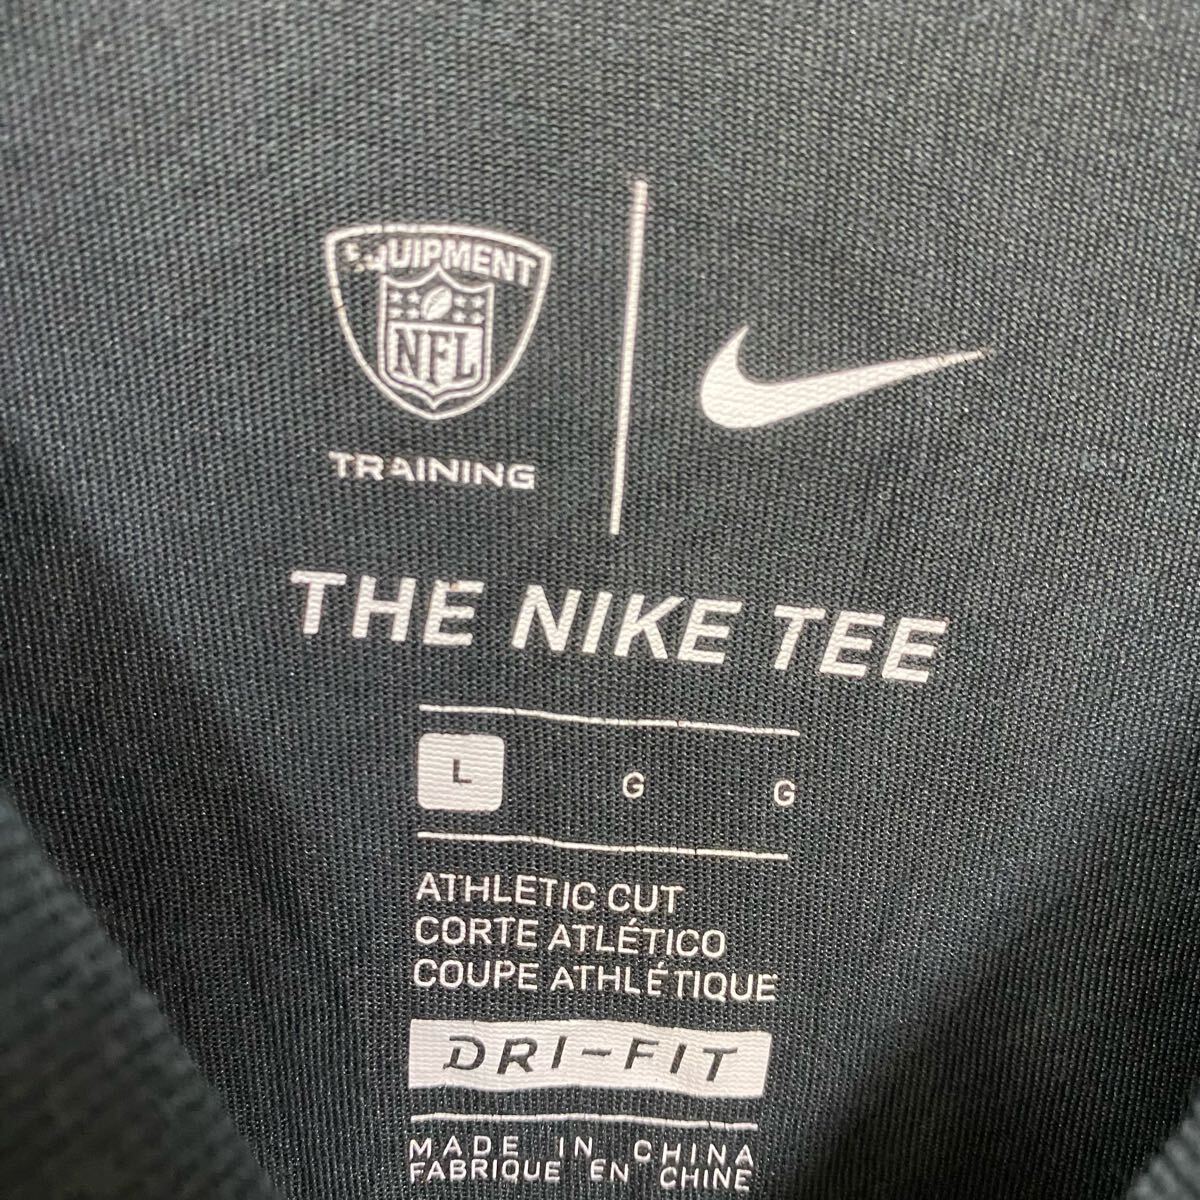 EQUIPMENT
NFL
TRAINING
THE NIKE TEE
L G G
ATHLETIC CUT
CORTE ATLÉTICO
COUPE ATHLÉTIQUE
DRI-FIT
MADE IN CHINA
FABRIQUE EN CHINE